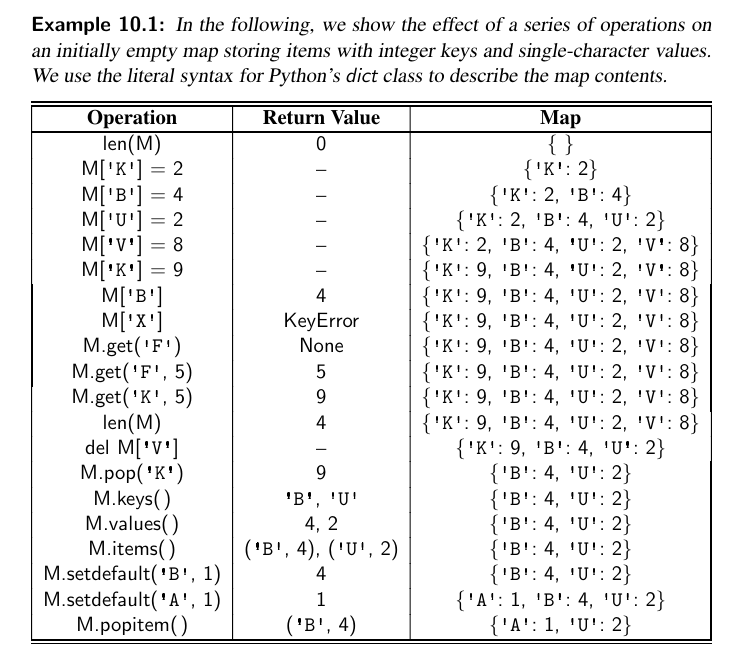 Example 10.1: In the following, we show the effect of a series of operations on
an initially empty map storing items with integer keys and single-character values.
We use the literal syntax for Python's dict class to describe the map contents.
Operation Return Value Map
len(M) 0 { }
M['K'] = 2 – {'K': 2}
M['B'] = 4 – {'K': 2, 'B': 4}
M['U'] = 2 – {'K': 2, 'B': 4, 'U': 2}
M['V'] = 8 – {'K': 2, 'B': 4, 'U': 2, 'V': 8}
M['K'] = 9 – {'K': 9, 'B': 4, 'U': 2, 'V': 8}
M['B'] 4 {'K': 9, 'B': 4, 'U': 2, 'V': 8}
M['X'] KeyError {'K': 9, 'B': 4, 'U': 2, 'V': 8}
M.get('F') None {'K': 9, 'B': 4, 'U': 2, 'V': 8}
M.get('F', 5) 5 {'K': 9, 'B': 4, 'U': 2, 'V': 8}
M.get('K', 5) 9 {'K': 9, 'B': 4, 'U': 2, 'V': 8}
len(M) 4 {'K': 9, 'B': 4, 'U': 2, 'V': 8}
del M['V'] – {'K': 9, 'B': 4, 'U': 2}
M.pop('K') 9 {'B': 4, 'U': 2}
M.keys() 'B', 'U' {'B': 4, 'U': 2}
M.values() 4, 2 {'B': 4, 'U': 2}
M.items() ('B', 4), ('U', 2) {'B': 4, 'U': 2}
M.setdefault('B', 1) 4 {'B': 4, 'U': 2}
M.setdefault('A', 1) 1 {'A': 1, 'B': 4, 'U': 2}
M.popitem() ('B', 4) {'A': 1, 'U': 2}